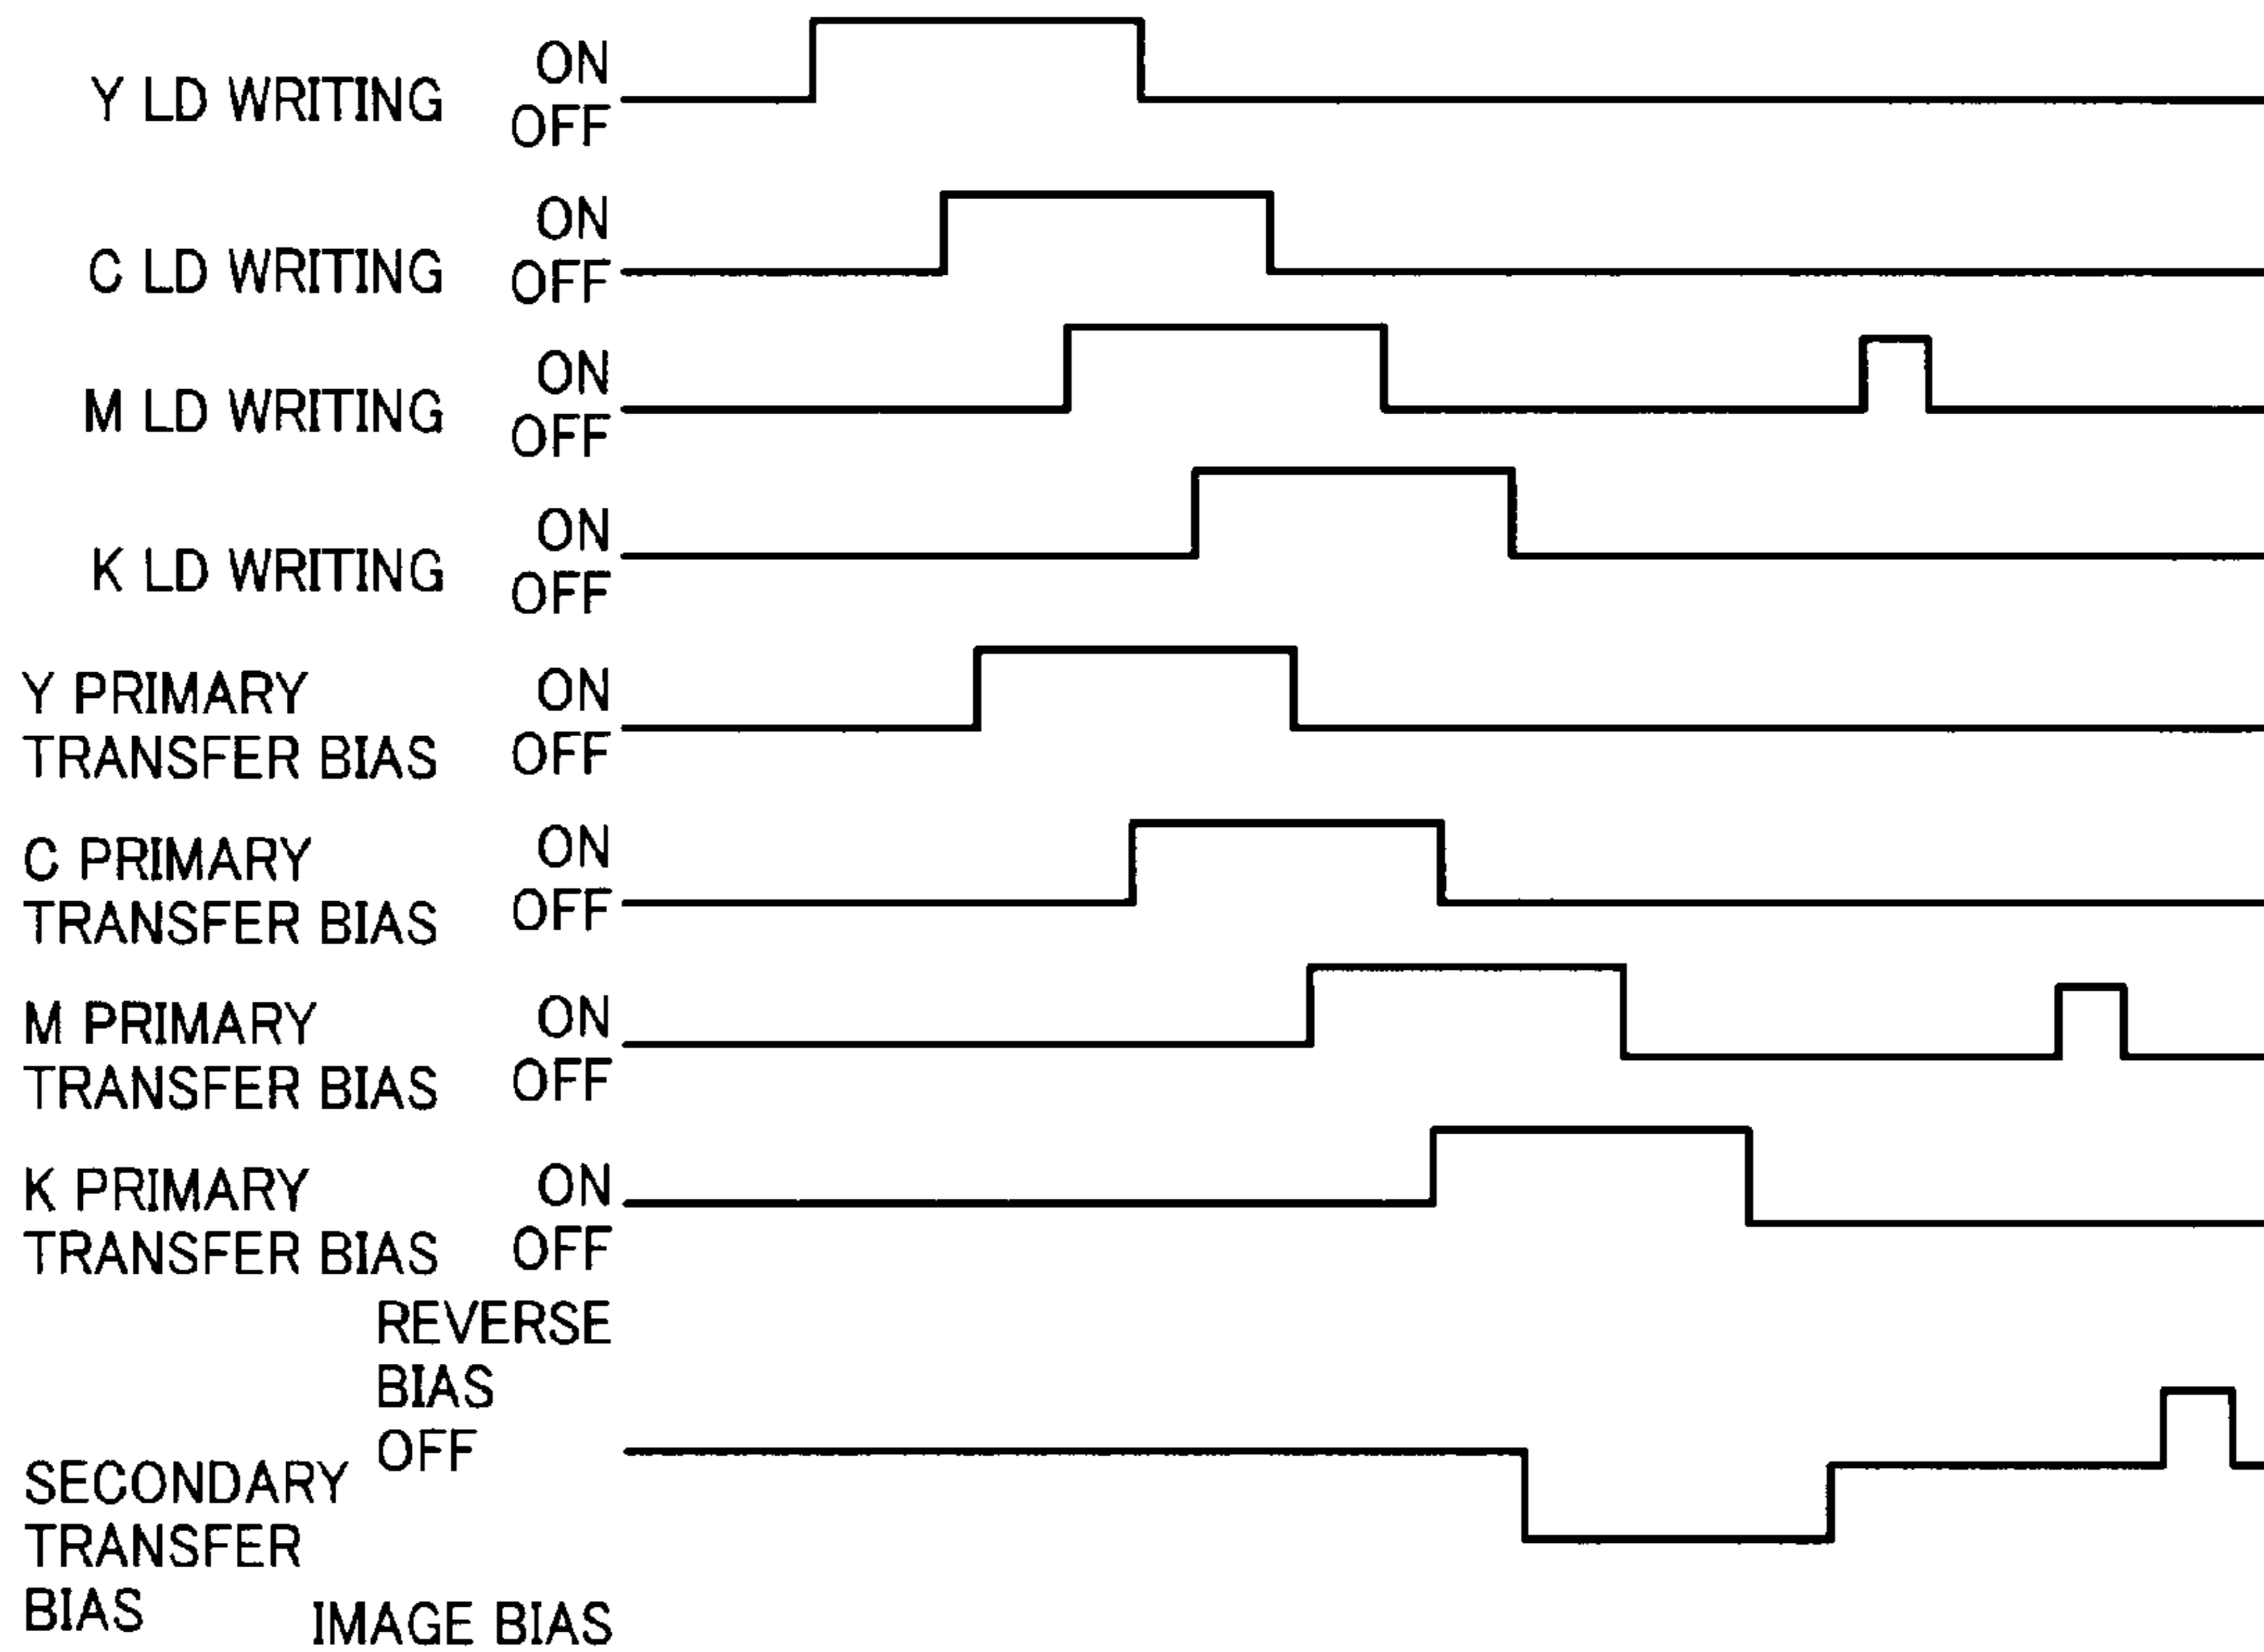 Y LD WRITING ON
OFF
C LD WRITING ON
OFF
M LD WRITING ON
OFF
K LD WRITING ON
OFF
Y PRIMARY ON
TRANSFER BIAS OFF
C PRIMARY ON
TRANSFER BIAS OFF
M PRIMARY ON
TRANSFER BIAS OFF
K PRIMARY ON
TRANSFER BIAS OFF
REVERSE
BIAS
OFF
SECONDARY
TRANSFER
BIAS
IMAGE BIAS